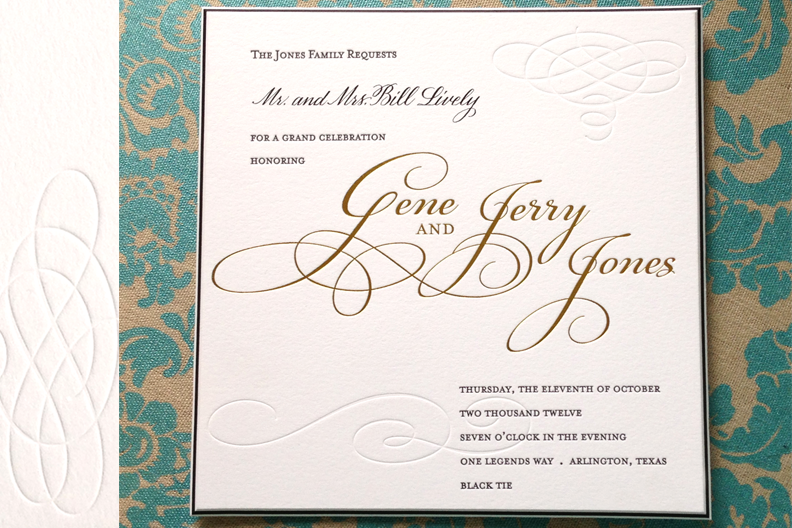 The Jones Family Requests
Mr. and Mrs. Bill Lively
FOR A GRAND CELEBRATION
HONORING
Gene AND Jerry
Jones
THURSDAY, THE ELEVENTH OF OCTOBER
TWO THOUSAND TWELVE
SEVEN O'CLOCK IN THE EVENING
ONE LEGENDS WAY . ARLINGTON, TEXAS
BLACK TIE